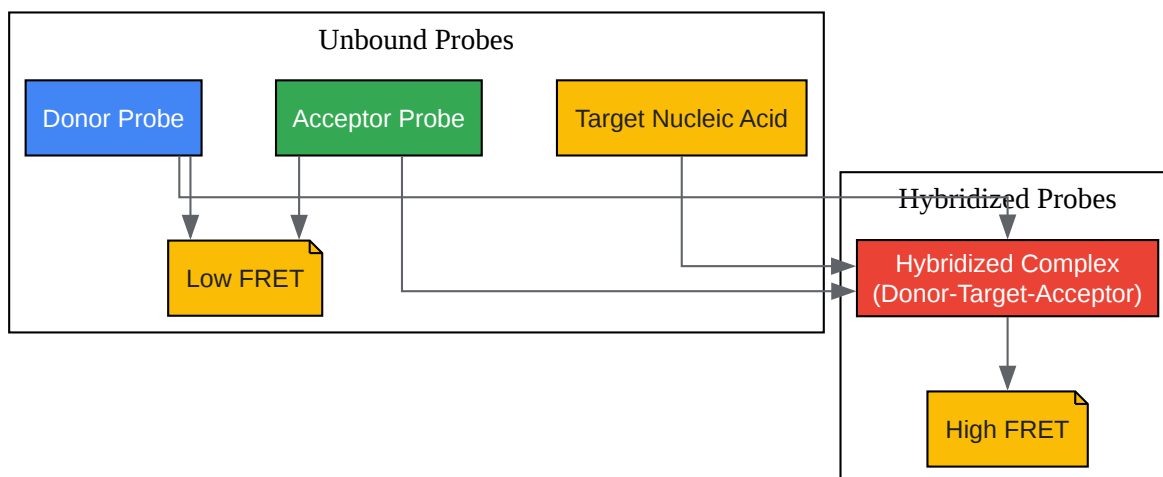 Unbound Probes
Donor Probe
Acceptor Probe
Target Nucleic Acid
Low FRET
Hybridized Probes
Hybridized Complex
(Donor-Target-Acceptor)
High FRET